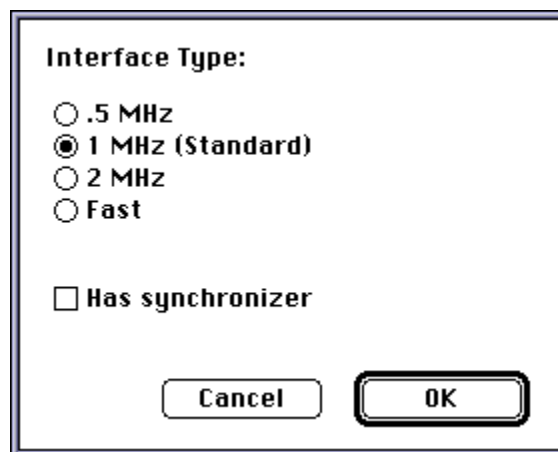 Interface Type:
.5 MHz
1 MHz (Standard)
2 MHz
Fast
Has synchronizer
Cancel
OK